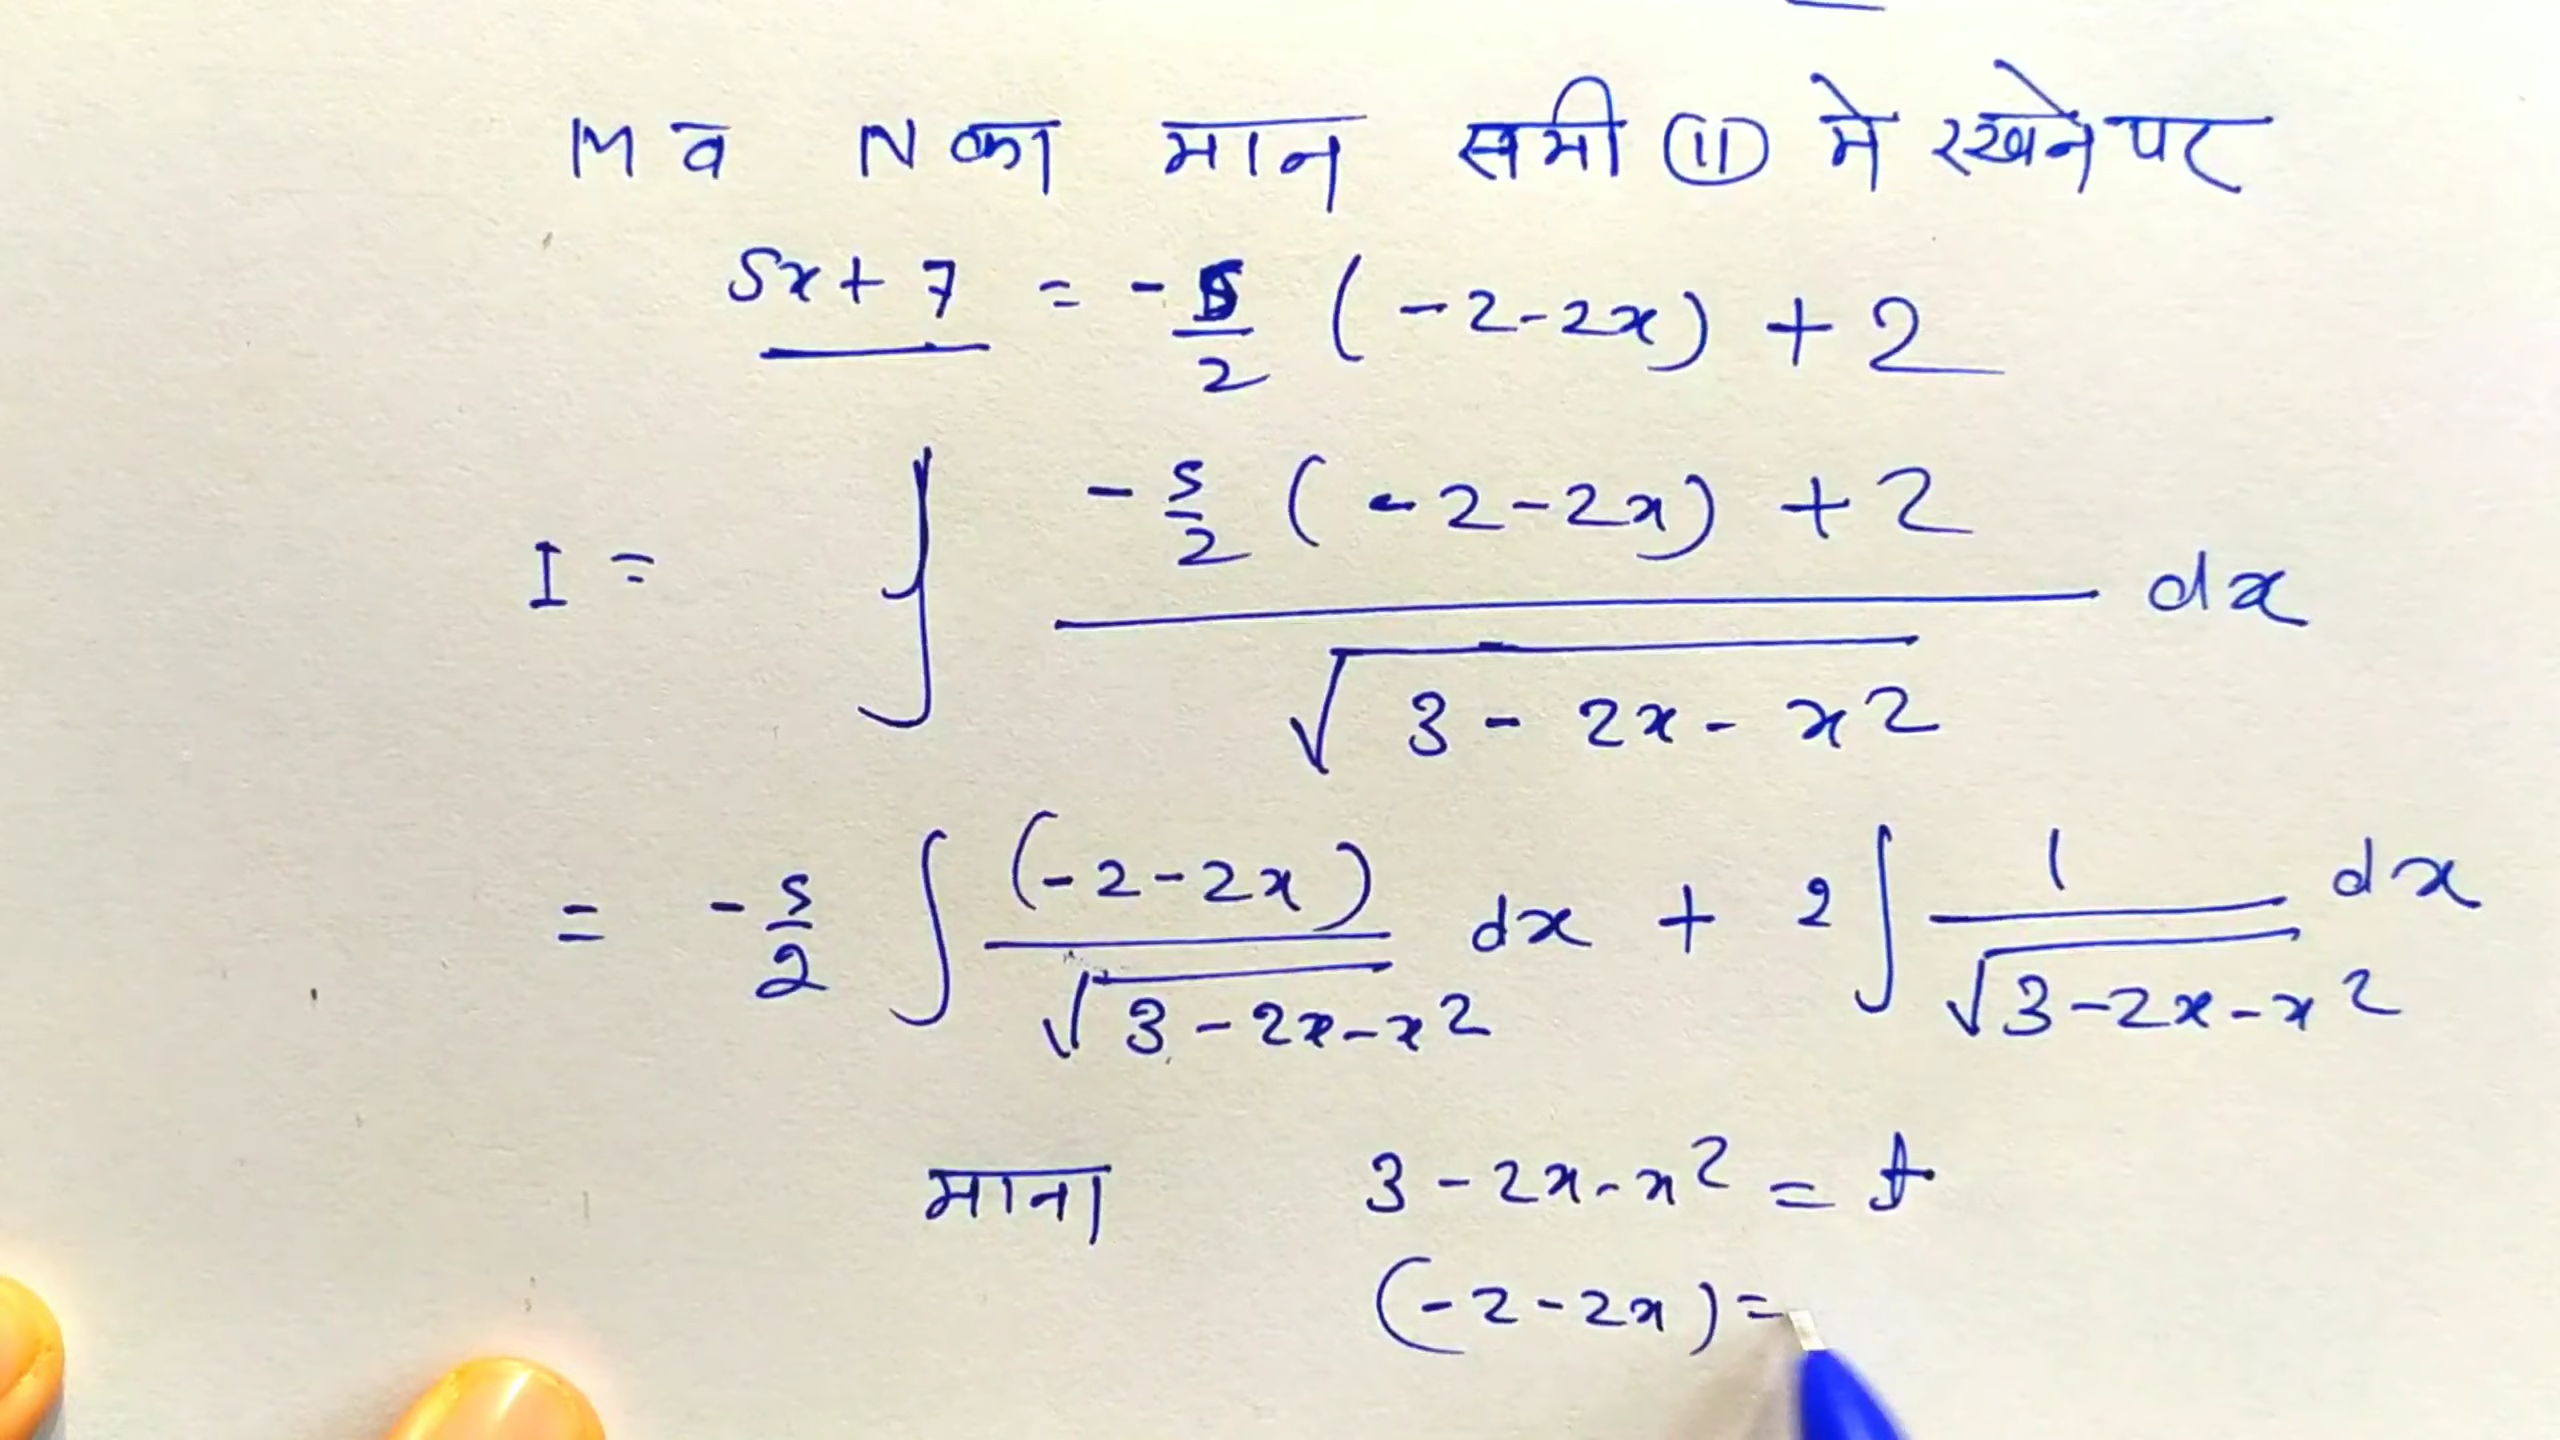 M व N का मान समी (II) मे रखने पर
5x + 7 = -5/2 (-2-2x) + 2
I = ∫ (-5/2 (-2-2x) + 2) / √(3 - 2x - x²) dx
= -5/2 ∫ (-2-2x) / √(3-2x-x²) dx + 2 ∫ 1 / √(3-2x-x²) dx
माना 3-2x-x² = t
(-2-2x) =